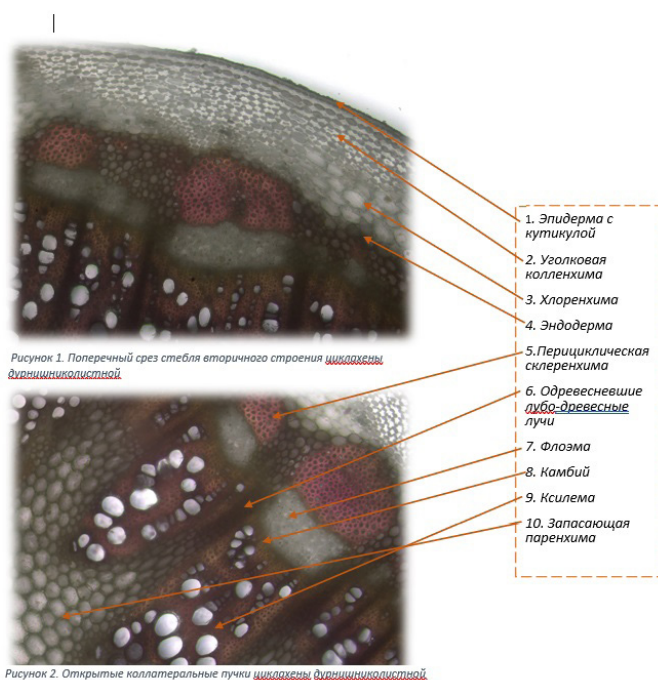 1. Эпидерма с
кутикулой
2. Уголковая
колленхима
3. Хлоренхима
4. Эндодерма
5.Перициклическая
склеренхима
6. Одревесневшие
лубо-древесные
лучи
7. Флоэма
8. Камбий
9. Ксилема
10. Запасающая
паренхима
Рисунок 1. Поперечный срез стебля вторичного строения циклахены
дурнишниколистной
Рисунок 2. Открытые коллатеральные пучки циклахены дурнишниколистной